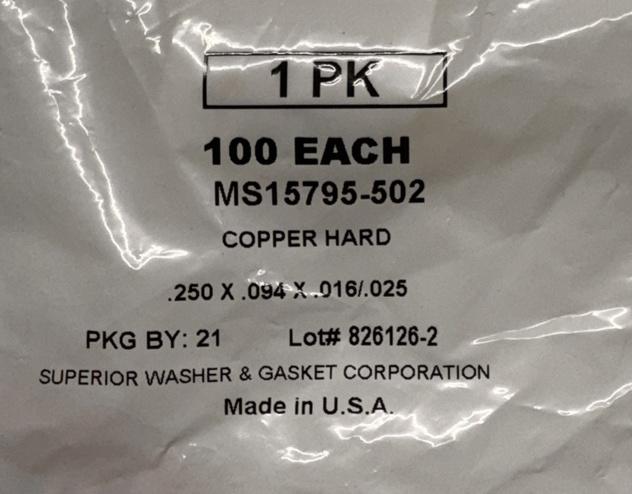 1 PK
100 EACH
MS15795-502
COPPER HARD
.250 X .094 X .016/.025
PKG BY: 21 Lot# 826126-2
SUPERIOR WASHER & GASKET CORPORATION
Made in U.S.A.